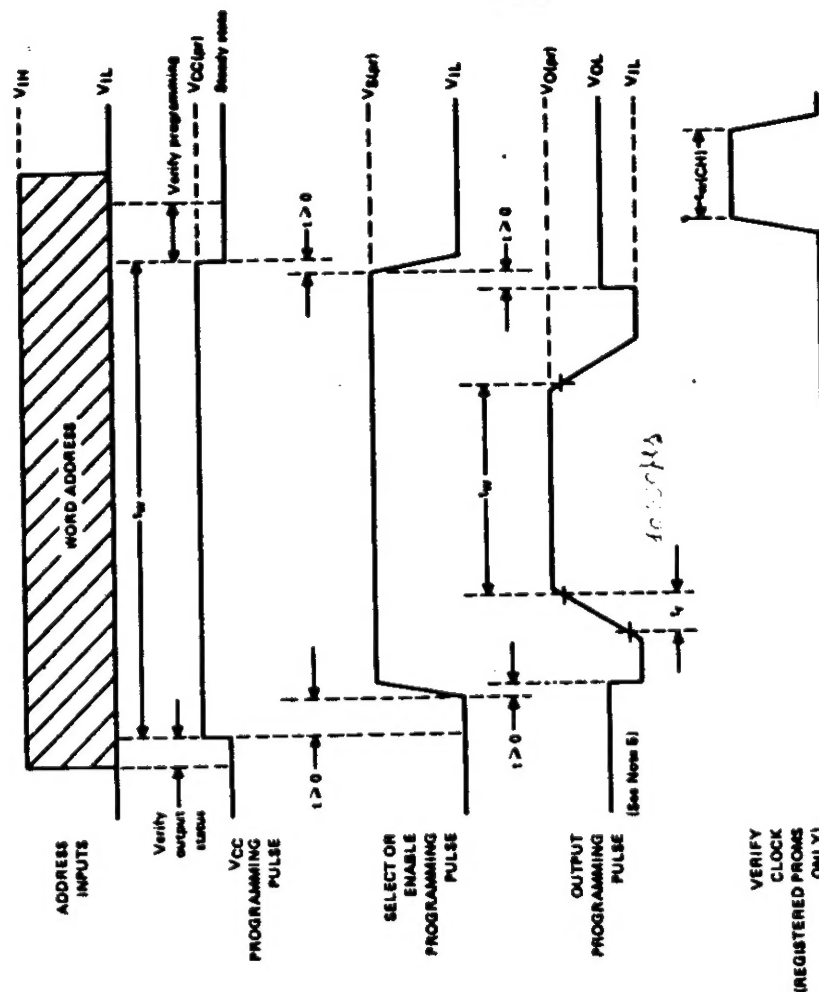 VIH
VIL
WORD ADDRESS
ADDRESS
INPUTS
Verify programming
VCC(pr)
Steady state
tw
Verify
output
status
VCC
PROGRAMMING
PULSE
t ≥ 0
t ≥ 0
VS(pr)
VIL
SELECT OR
ENABLE
PROGRAMMING
PULSE
t ≥ 0
t ≥ 0
VO(pr)
VOL
VIL
tw
tr
OUTPUT
PROGRAMMING
PULSE
(See Note 5)
tw(CH)
VERIFY
CLOCK
(REGISTERED PROMS
ONLY)